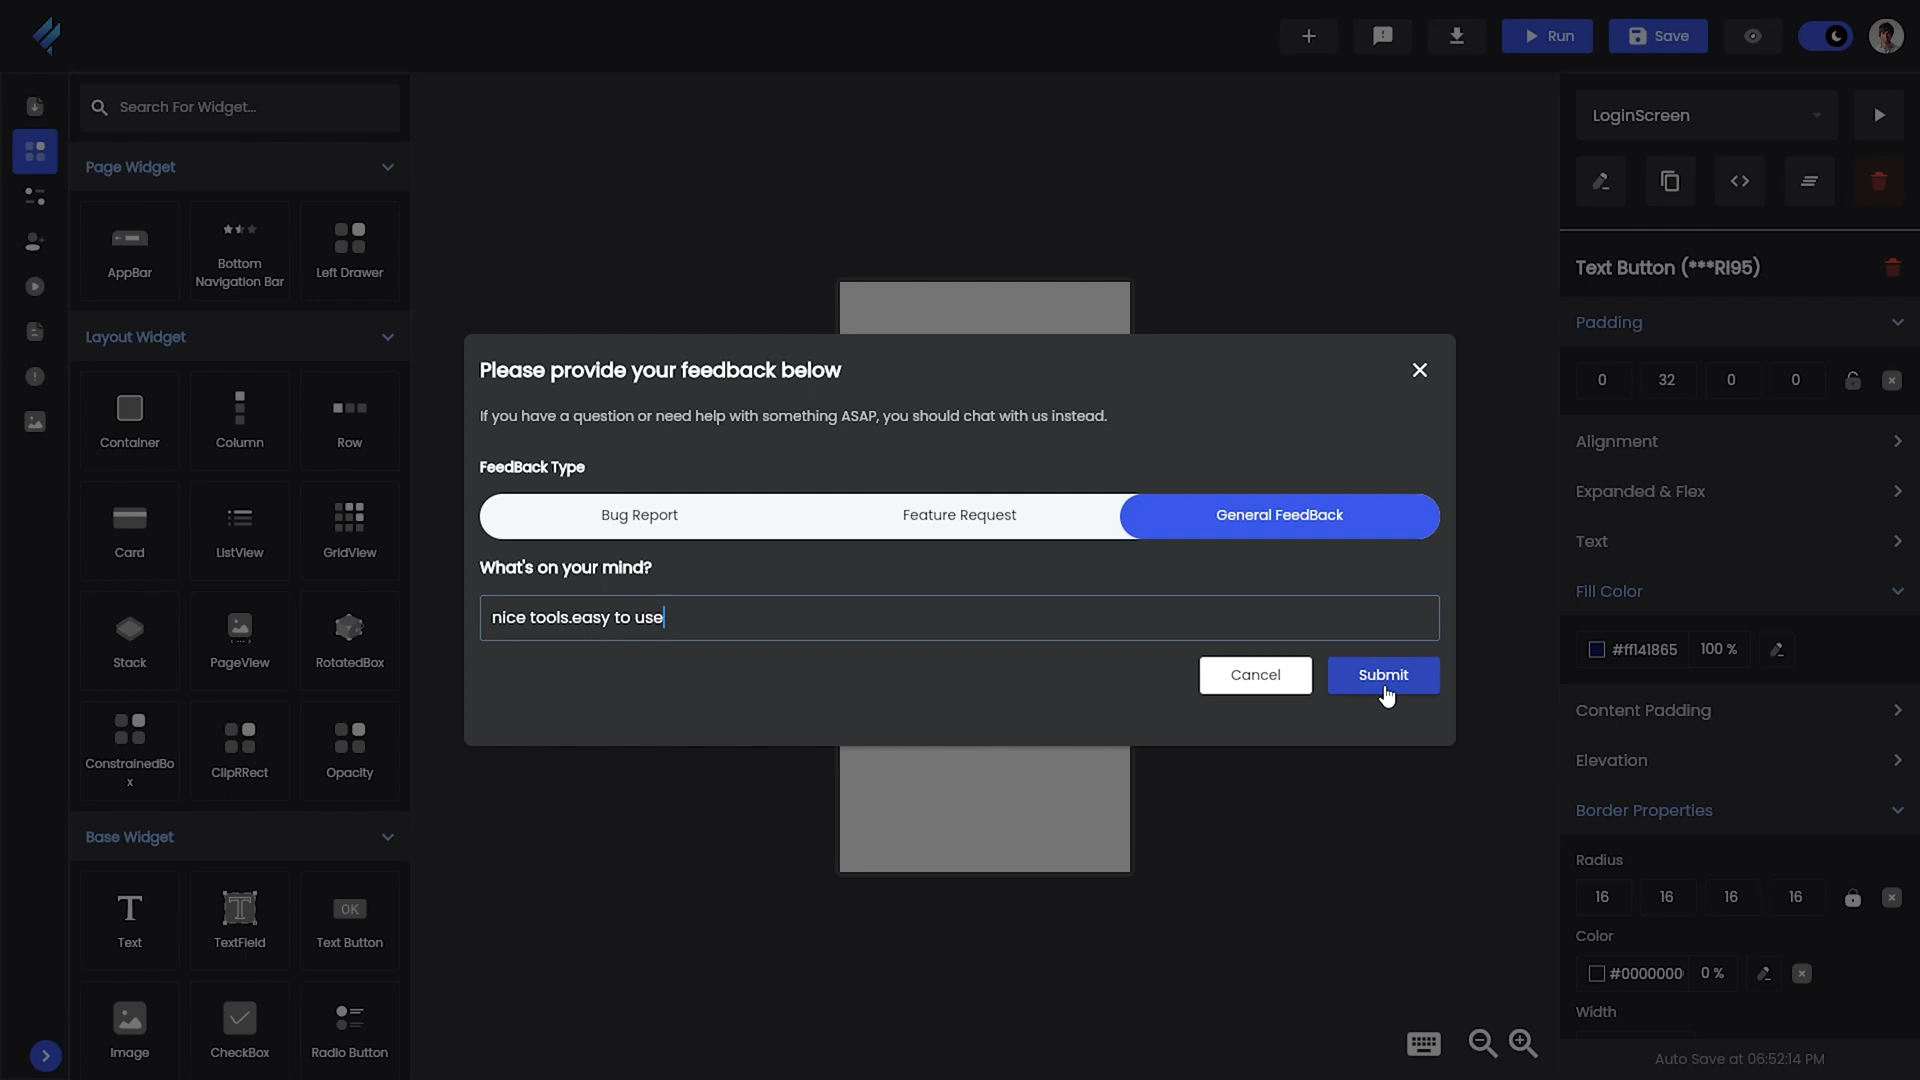 Run
Save
Search For Widget...
LoginScreen
Page Widget
AppBar
Bottom
Navigation Bar
Left Drawer
Text Button (***RI95)
Padding
0
32
0
0
Layout Widget
Container
Column
Row
Please provide your feedback below
If you have a question or need help with something ASAP, you should chat with us instead.
FeedBack Type
Bug Report
Feature Request
General FeedBack
What's on your mind?
nice tools.easy to use
Cancel
Submit
Alignment
Expanded & Flex
Text
Fill Color
#ff141865
100 %
Content Padding
Elevation
Border Properties
Radius
16
16
16
16
Color
#0000000
0 %
Width
Card
ListView
GridView
Stack
PageView
RotatedBox
ConstrainedBo
x
ClipRRect
Opacity
Base Widget
T
Text
T
TextField
OK
Text Button
Image
CheckBox
Radio Button
Auto Save at 06:52:14 PM